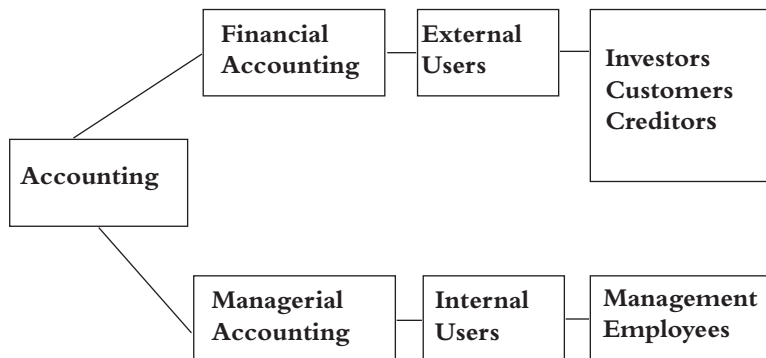 Financial
Accounting
External
Users
Investors
Customers
Creditors
Accounting
Managerial
Accounting
Internal
Users
Management
Employees